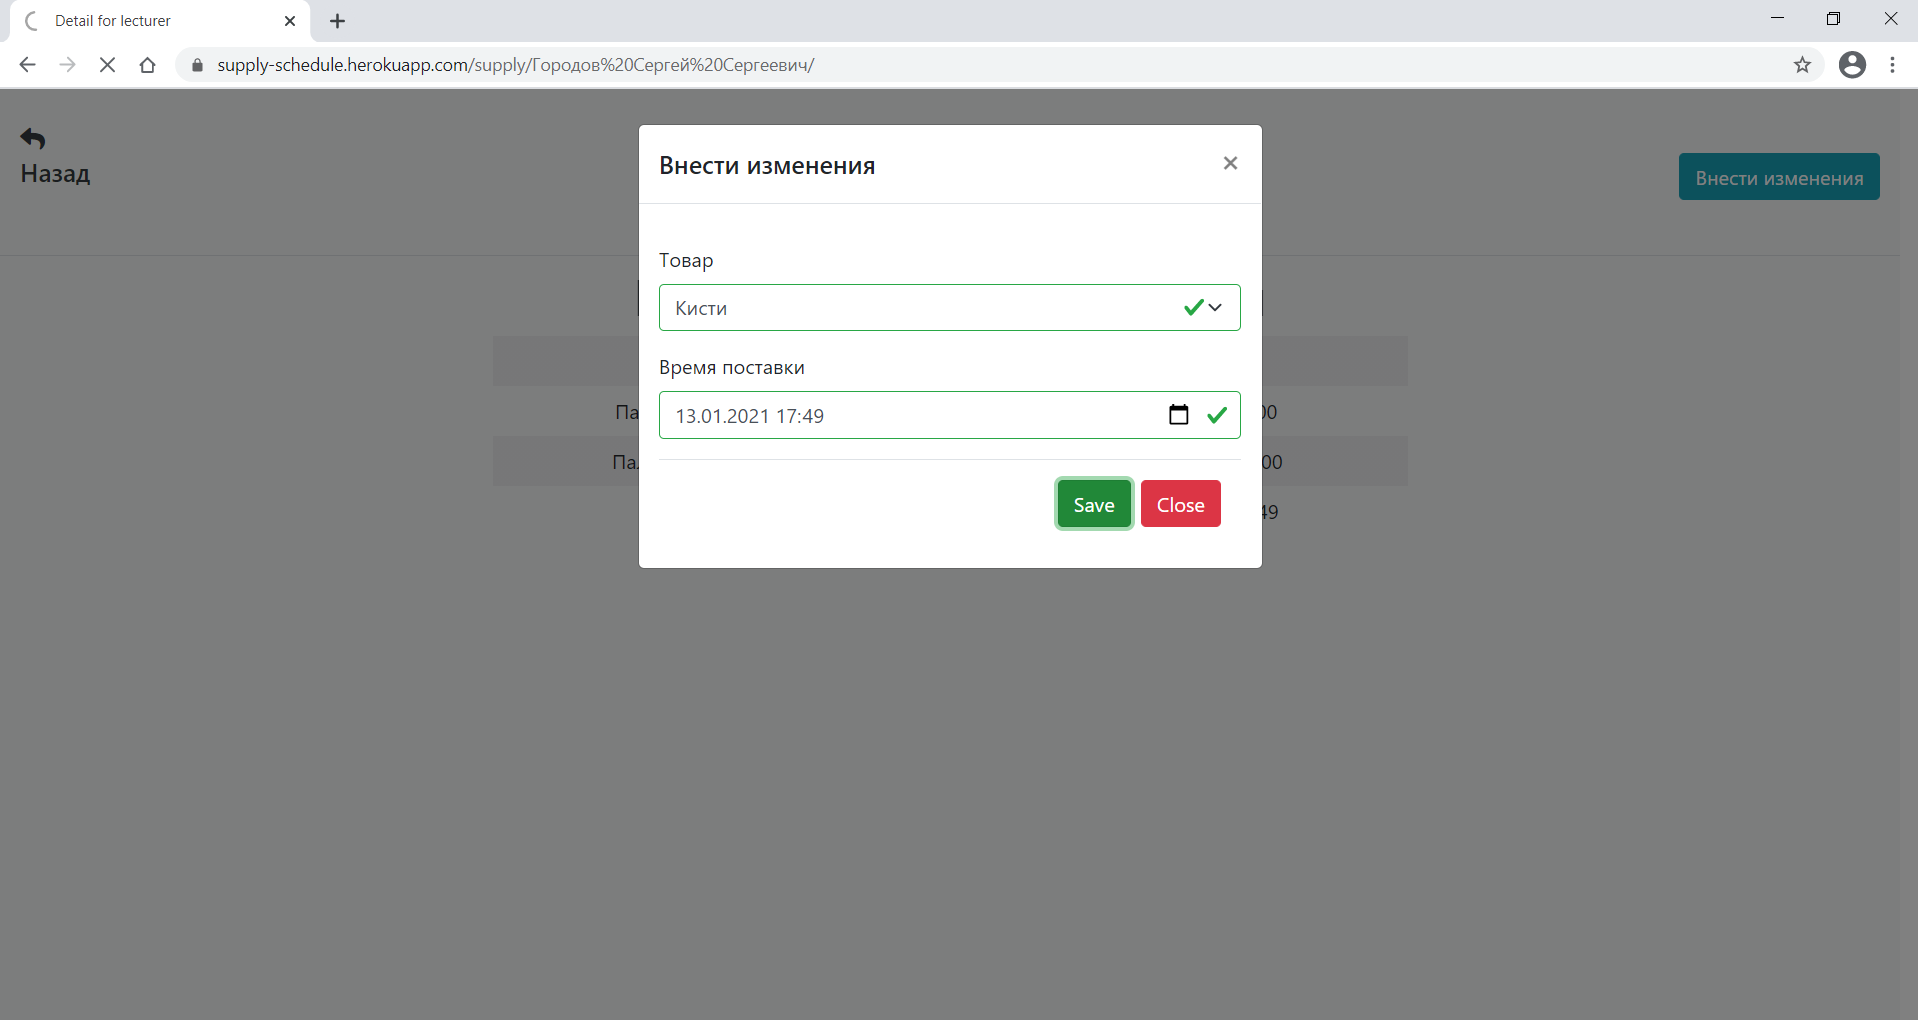 Detail for lecturer
supply-schedule.herokuapp.com/supply/Городов%20Сергей%20Сергеевич/
Назад
Внести изменения
Внести изменения
Товар
Кисти
Время поставки
13.01.2021 17:49
Save Close